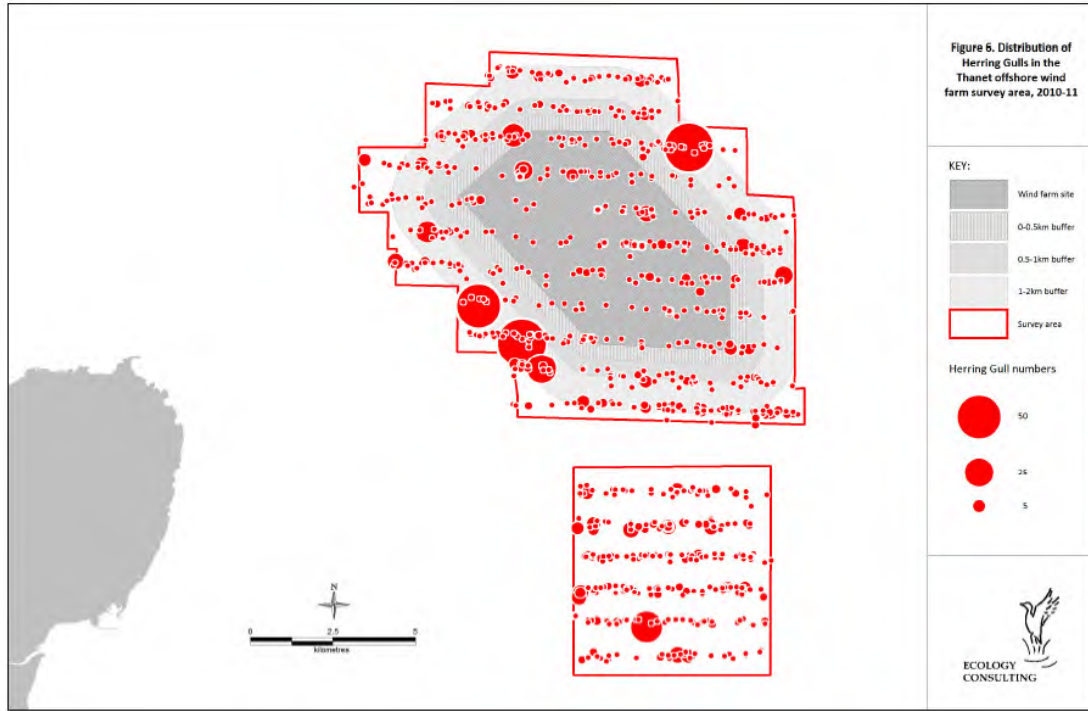 Figure 6. Distribution of
Herring Gulls in the
Thanet offshore wind
farm survey area, 2010-11
KEY:
Wind farm site
0-0.5km buffer
0.5-1km buffer
1-2km buffer
Survey area
Herring Gull numbers
50
25
5
N
0 2.5 5
kilometres
ECOLOGY
CONSULTING